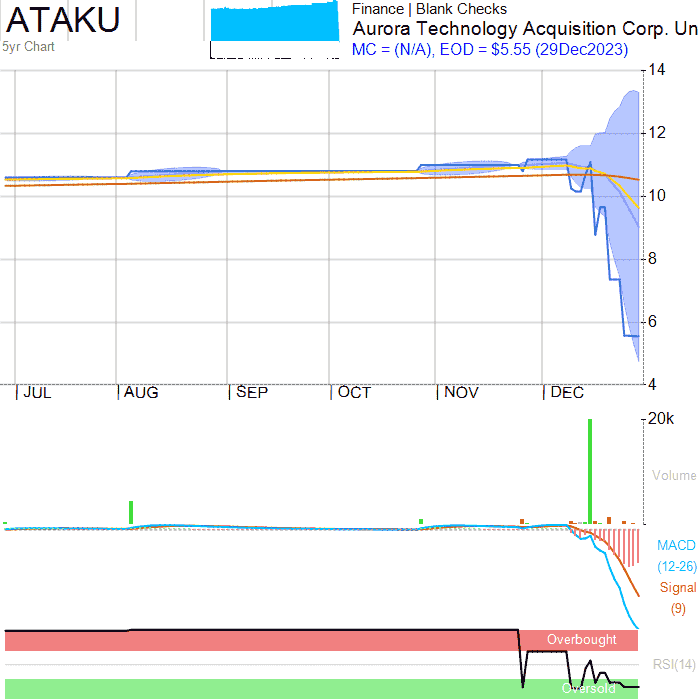 ATAKU
5yr Chart
Finance | Blank Checks
Aurora Technology Acquisition Corp. Un
MC = (N/A), EOD = $5.55 (29Dec2023)
14
12
10
8
6
4
JUL AUG SEP OCT NOV DEC
20k
Volume
MACD
(12-26)
Signal
(9)
Overbought
RSI(14)
Oversold